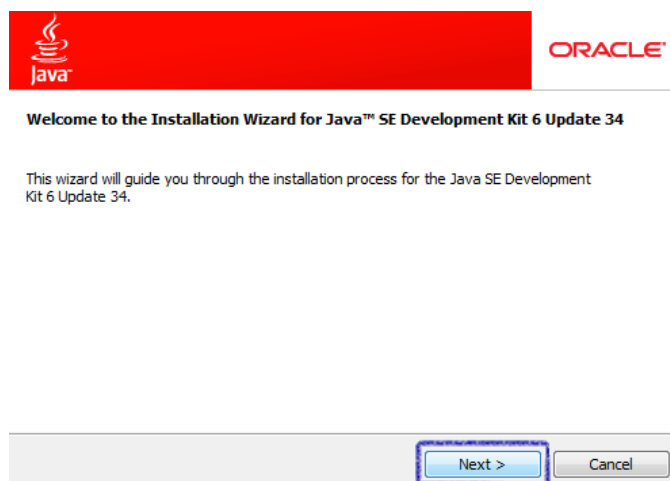 Java™
ORACLE®
Welcome to the Installation Wizard for Java™ SE Development Kit 6 Update 34
This wizard will guide you through the installation process for the Java SE Development
Kit 6 Update 34.
Next >
Cancel